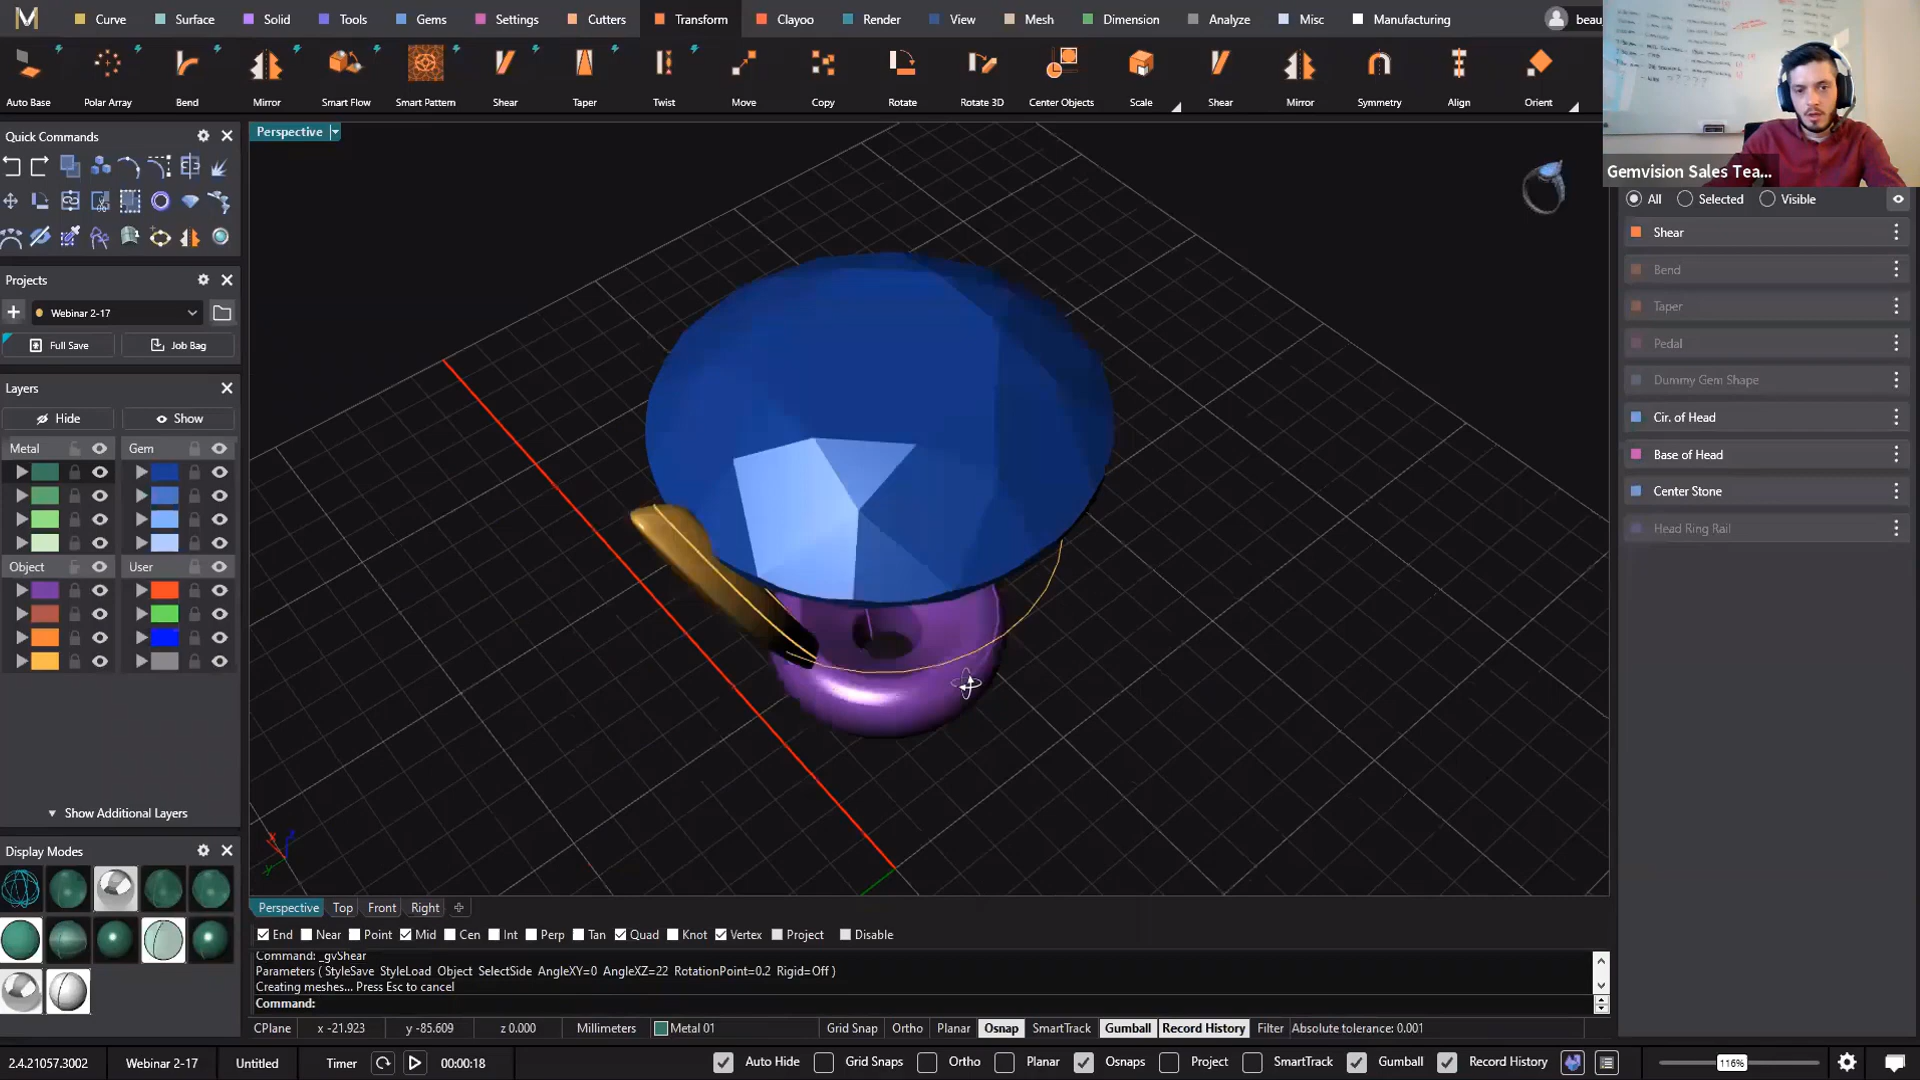 Curve Surface Solid Tools Gems Settings Cutters Transform Clayoo Render View Mesh Dimension Analyze Misc Manufacturing beau
Auto Base Polar Array Bend Mirror Smart Flow Smart Pattern Shear Taper Twist Move Copy Rotate Rotate 3D Center Objects Scale Shear Mirror Symmetry Align Orient
Gemvision Sales Tea...
Quick Commands
Perspective
All Selected Visible
Shear
Bend
Taper
Pedal
Dummy Gem Shape
Cir. of Head
Base of Head
Center Stone
Head Ring Rail
Projects
Webinar 2-17
Full Save Job Bag
Layers
Hide Show
Metal Gem
Object User
Show Additional Layers
Display Modes
Perspective Top Front Right
End Near Point Mid Cen Int Perp Tan Quad Knot Vertex Project Disable
Command: _gvShear
Parameters ( StyleSave StyleLoad Object SelectSide AngleXY=0 AngleXZ=22 RotationPoint=0.2 Rigid=Off )
Creating meshes... Press Esc to cancel
Command:
CPlane x -21.923 y -85.609 z 0.000 Millimeters Metal 01 Grid Snap Ortho Planar Osnap SmartTrack Gumball Record History Filter Absolute tolerance: 0.001
2.4.21057.3002 Webinar 2-17 Untitled Timer 00:00:18 Auto Hide Grid Snaps Ortho Planar Osnaps Project SmartTrack Gumball Record History 116%